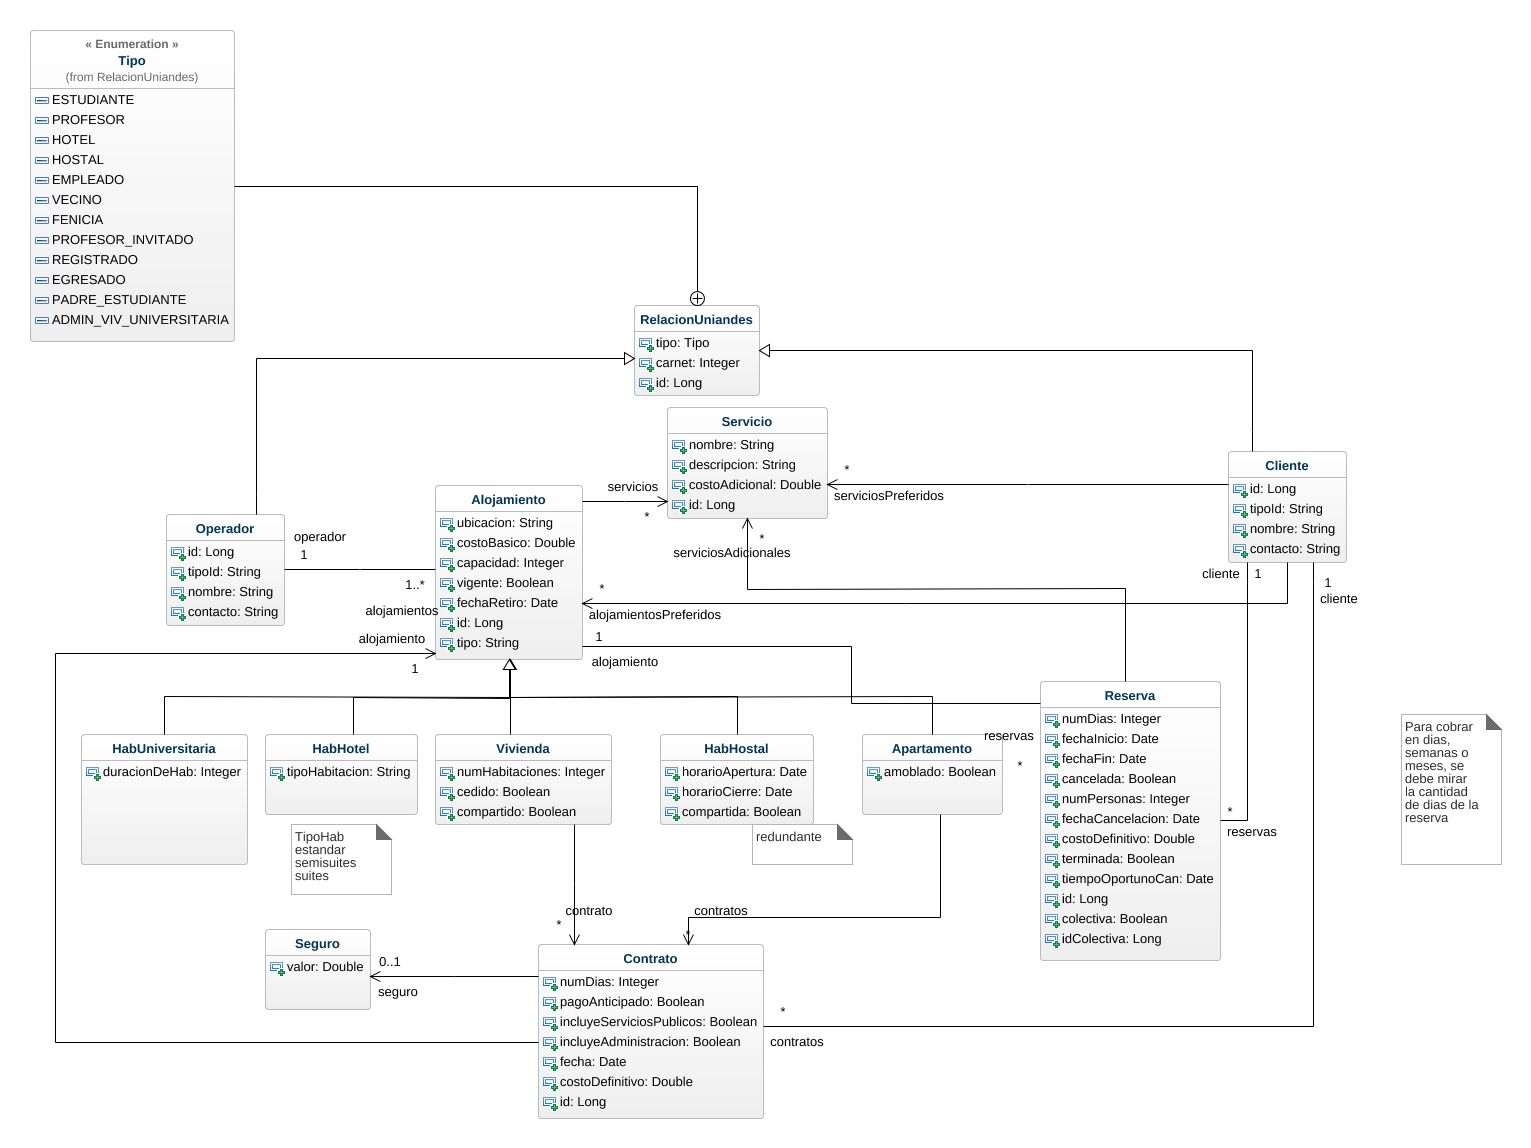 « Enumeration »
Tipo
(from RelacionUniandes)
ESTUDIANTE
PROFESOR
HOTEL
HOSTAL
EMPLEADO
VECINO
FENICIA
PROFESOR_INVITADO
REGISTRADO
EGRESADO
PADRE_ESTUDIANTE
ADMIN_VIV_UNIVERSITARIA
RelacionUniandes
tipo: Tipo
carnet: Integer
id: Long
Servicio
nombre: String
descripcion: String
costoAdicional: Double
id: Long
servicios
*
*
serviciosPreferidos
*
serviciosAdicionales
Cliente
id: Long
tipoId: String
nombre: String
contacto: String
cliente
1
1
cliente
Operador
id: Long
tipoId: String
nombre: String
contacto: String
operador
1
1..*
alojamientos
Alojamiento
ubicacion: String
costoBasico: Double
capacidad: Integer
vigente: Boolean
fechaRetiro: Date
id: Long
tipo: String
*
alojamientosPreferidos
alojamiento
1
1
alojamiento
HabUniversitaria
duracionDeHab: Integer
HabHotel
tipoHabitacion: String
TipoHab
estandar
semisuites
suites
Vivienda
numHabitaciones: Integer
cedido: Boolean
compartido: Boolean
HabHostal
horarioApertura: Date
horarioCierre: Date
compartida: Boolean
redundante
Apartamento
amoblado: Boolean
reservas
*
Reserva
numDias: Integer
fechaInicio: Date
fechaFin: Date
cancelada: Boolean
numPersonas: Integer
fechaCancelacion: Date
costoDefinitivo: Double
terminada: Boolean
tiempoOportunoCan: Date
id: Long
colectiva: Boolean
idColectiva: Long
*
reservas
Para cobrar
en dias,
semanas o
meses, se
debe mirar
la cantidad
de dias de la
reserva
contrato
*
contratos
*
Seguro
valor: Double
0..1
seguro
Contrato
numDias: Integer
pagoAnticipado: Boolean
incluyeServiciosPublicos: Boolean
incluyeAdministracion: Boolean
fecha: Date
costoDefinitivo: Double
id: Long
*
contratos